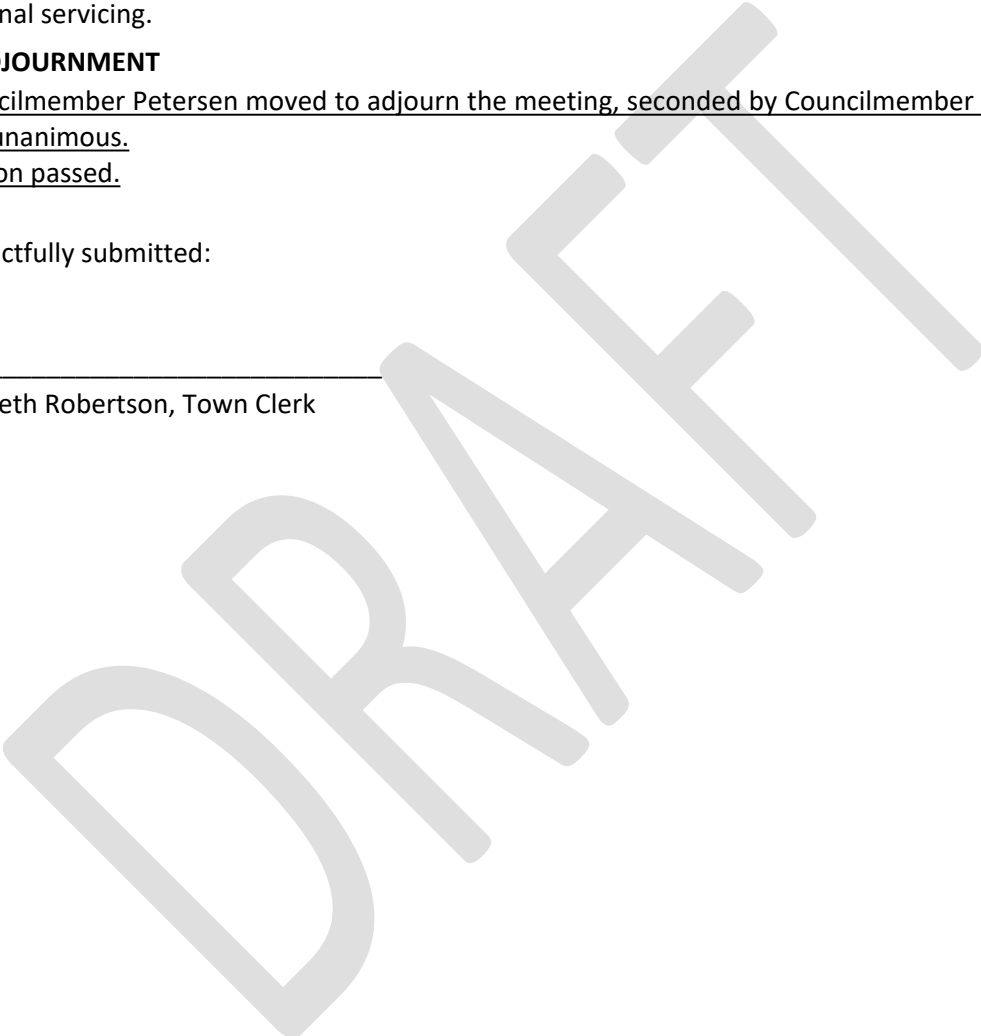 nal servicing.
DJOURNMENT
cilmember Petersen moved to adjourn the meeting, seconded by Councilmember
unanimous.
on passed.
ctfully submitted:
eth Robertson, Town Clerk
DRAFT